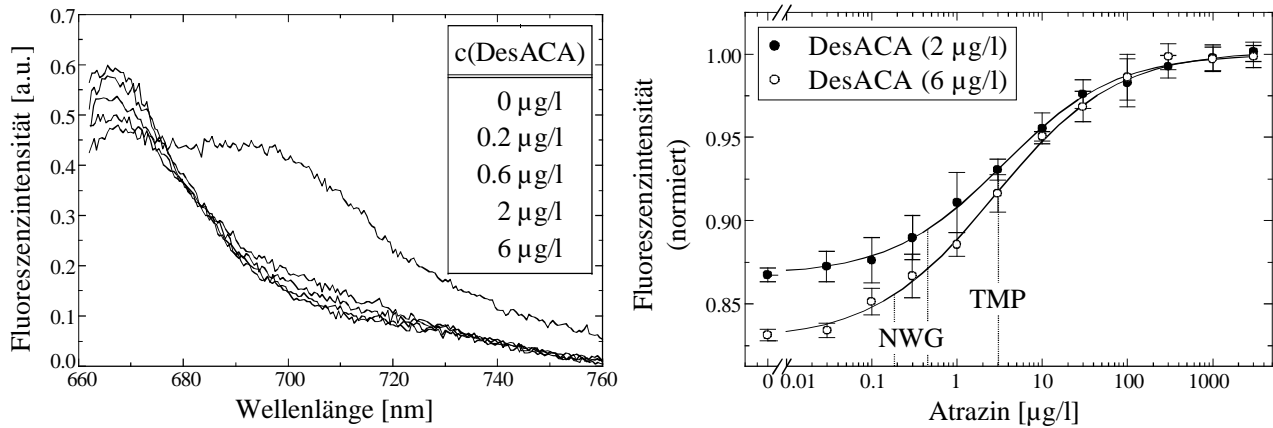 Fluoreszenzintensität [a.u.]
0.7
0.6
0.5
0.4
0.3
0.2
0.1
0.0
660
680
700
720
740
760
Wellenlänge [nm]
c(DesACA)
0 µg/l
0.2 µg/l
0.6 µg/l
2 µg/l
6 µg/l
Fluoreszenzintensität
(normiert)
1.00
0.95
0.90
0.85
DesACA (2 µg/l)
DesACA (6 µg/l)
TMP
NWG
0
0.01
0.1
1
10
100
1000
Atrazin [µg/l]